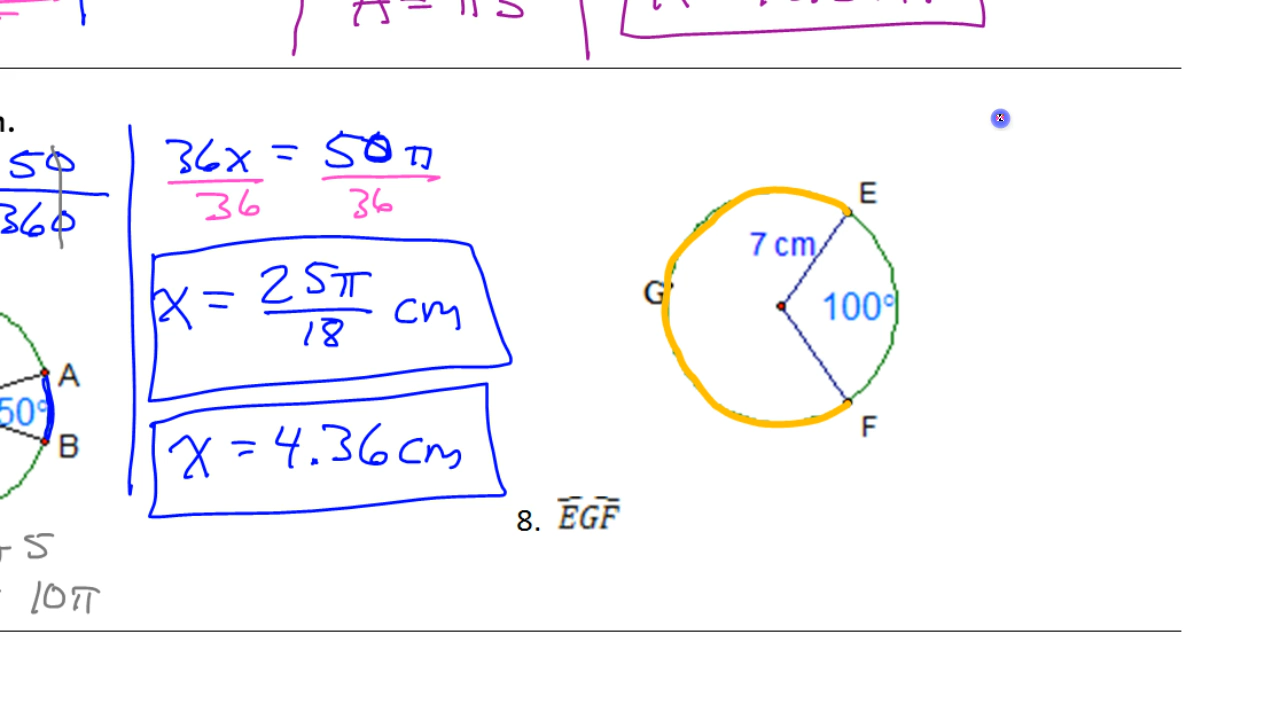 A = π5
n.
50
360
36x = 50π
36 36
x = 25π/18 cm
x = 4.36 cm
A
50°
B
5
10π
E
7 cm
G
100°
F
8. EGF